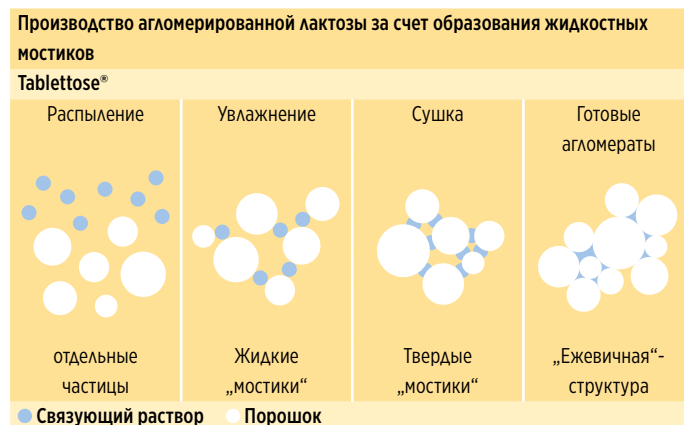 Производство агломерированной лактозы за счет образования жидкостных
мостиков
Tablettose®
Распыление
Увлажнение
Сушка
Готовые
агломераты
отдельные
частицы
Жидкие
„мостики“
Твердые
„мостики“
„Ежевичная“-
структура
Связующий раствор
Порошок